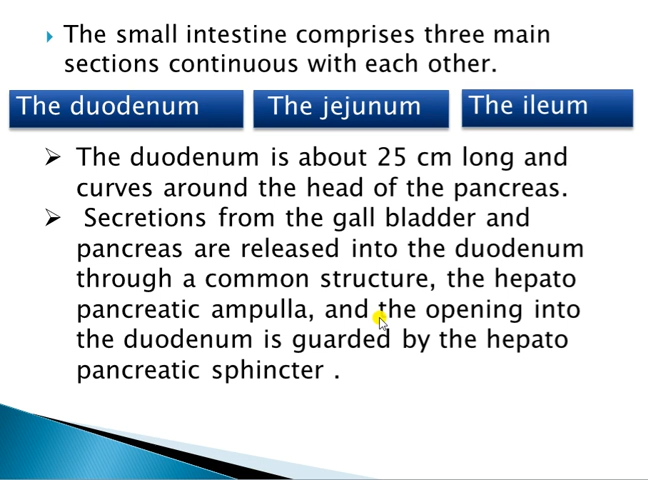 The small intestine comprises three main
sections continuous with each other.
The duodenum The jejunum The ileum
The duodenum is about 25 cm long and
curves around the head of the pancreas.
Secretions from the gall bladder and
pancreas are released into the duodenum
through a common structure, the hepato
pancreatic ampulla, and the opening into
the duodenum is guarded by the hepato
pancreatic sphincter .